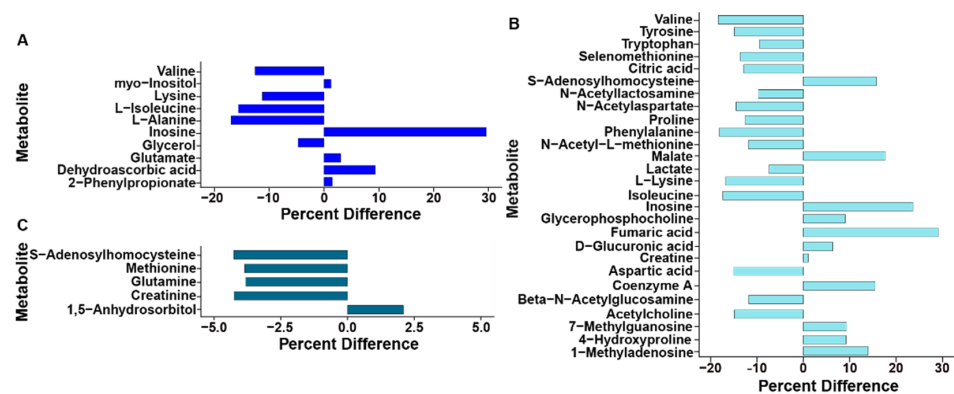 A
Metabolite
Valine
myo−Inositol
Lysine
L−Isoleucine
L−Alanine
Inosine
Glycerol
Glutamate
Dehydroascorbic acid
2−Phenylpropionate
−20 −10 0 10 20 30
Percent Difference
C
Metabolite
S−Adenosylhomocysteine
Methionine
Glutamine
Creatinine
1,5−Anhydrosorbitol
−5.0 −2.5 0.0 2.5 5.0
Percent Difference
B
Metabolite
Valine
Tyrosine
Tryptophan
Selenomethionine
Citric acid
S−Adenosylhomocysteine
N−Acetyllactosamine
N−Acetylaspartate
Proline
Phenylalanine
N−Acetyl−L−methionine
Malate
Lactate
L−Lysine
Isoleucine
Inosine
Glycerophosphocholine
Fumaric acid
D−Glucuronic acid
Creatine
Aspartic acid
Coenzyme A
Beta−N−Acetylglucosamine
Acetylcholine
7−Methylguanosine
4−Hydroxyproline
1−Methyladenosine
−20 −10 0 10 20 30
Percent Difference